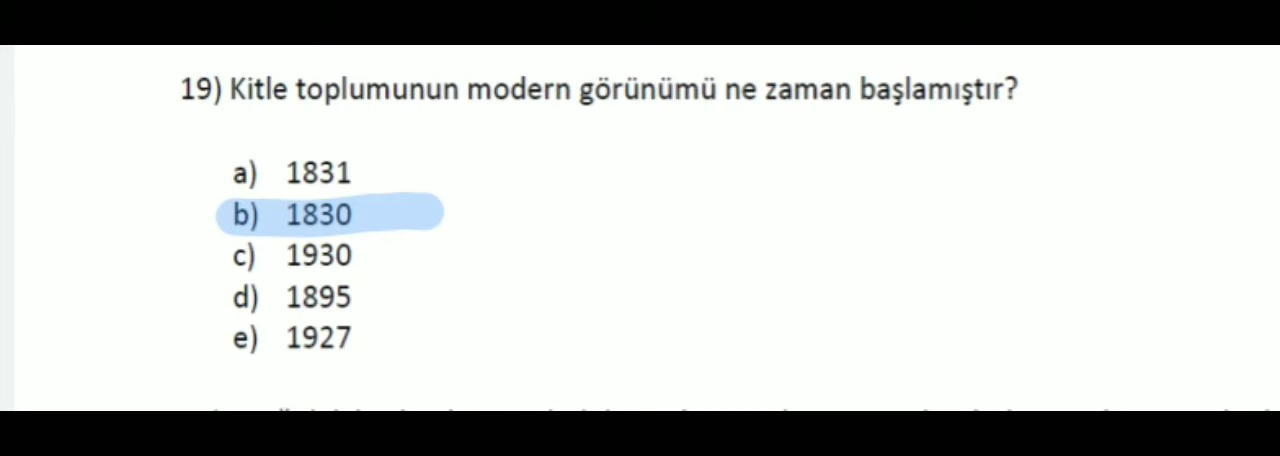 19) Kitle toplumunun modern görünümü ne zaman başlamıştır?
a) 1831
b) 1830
c) 1930
d) 1895
e) 1927